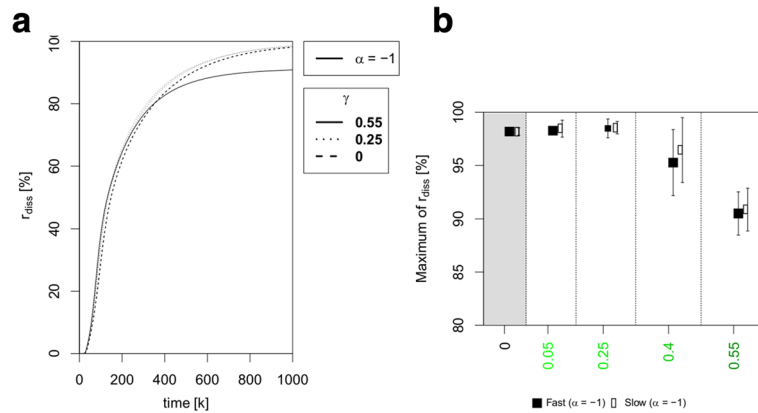 a
b
100
80
60
40
20
0
r_diss [%]
0 200 400 600 800 1000
time [k]
α = −1
γ
0.55
0.25
0
100
95
90
85
80
Maximum of r_diss [%]
0 0.05 0.25 0.4 0.55
Fast (α = −1) Slow (α = −1)